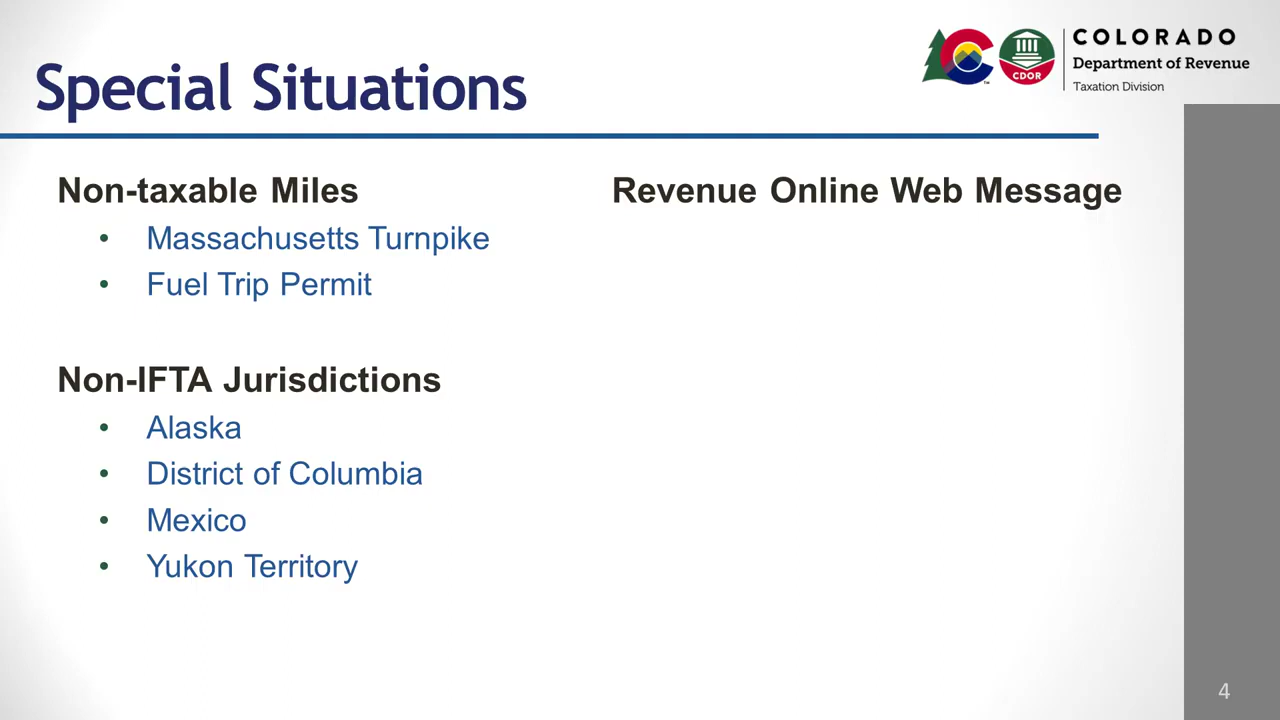 Special Situations
CDOR
COLORADO
Department of Revenue
Taxation Division
Non-taxable Miles
• Massachusetts Turnpike
• Fuel Trip Permit
Non-IFTA Jurisdictions
• Alaska
• District of Columbia
• Mexico
• Yukon Territory
Revenue Online Web Message
4